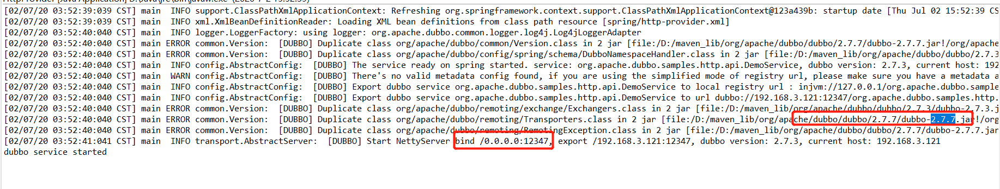 HttpProvider [Java Application] D:\Java\jre\bin\javaw.exe (2020-7-2 15:52:39)
[02/07/20 03:52:39:039 CST] main  INFO support.ClassPathXmlApplicationContext: Refreshing org.springframework.context.support.ClassPathXmlApplicationContext@123a439b: startup date [Thu Jul 02 15:52:39 CS
[02/07/20 03:52:39:039 CST] main  INFO xml.XmlBeanDefinitionReader: Loading XML bean definitions from class path resource [spring/http-provider.xml]
[02/07/20 03:52:40:040 CST] main  INFO logger.LoggerFactory: using logger: org.apache.dubbo.common.logger.log4j.Log4jLoggerAdapter
[02/07/20 03:52:40:040 CST] main ERROR common.Version:  [DUBBO] Duplicate class org/apache/dubbo/common/Version.class in 2 jar [file:/D:/maven_lib/org/apache/dubbo/dubbo/2.7.7/dubbo-2.7.7.jar!/org/apache
[02/07/20 03:52:40:040 CST] main ERROR common.Version:  [DUBBO] Duplicate class org/apache/dubbo/config/spring/schema/DubboNamespaceHandler.class in 2 jar [file:/D:/maven_lib/org/apache/dubbo/dubbo/2.7.3
[02/07/20 03:52:40:040 CST] main  INFO config.AbstractConfig:  [DUBBO] The service ready on spring started. service: org.apache.dubbo.samples.http.api.DemoService, dubbo version: 2.7.3, current host: 192
[02/07/20 03:52:40:040 CST] main  WARN config.AbstractConfig:  [DUBBO] There's no valid metadata config found, if you are using the simplified mode of registry url, please make sure you have a metadata a
[02/07/20 03:52:40:040 CST] main  INFO config.AbstractConfig:  [DUBBO] Export dubbo service org.apache.dubbo.samples.http.api.DemoService to local registry url : injvm://127.0.0.1/org.apache.dubbo.sample
[02/07/20 03:52:40:040 CST] main  INFO config.AbstractConfig:  [DUBBO] Export dubbo service org.apache.dubbo.samples.http.api.DemoService to url dubbo://192.168.3.121:12347/org.apache.dubbo.samples.http.
[02/07/20 03:52:40:040 CST] main ERROR common.Version:  [DUBBO] Duplicate class org/apache/dubbo/remoting/exchange/Exchangers.class in 2 jar [file:/D:/maven_lib/org/apache/dubbo/dubbo/2.7.3/dubbo-2.7.3.j
[02/07/20 03:52:40:040 CST] main ERROR common.Version:  [DUBBO] Duplicate class org/apache/dubbo/remoting/Transporters.class in 2 jar [file:/D:/maven_lib/org/apache/dubbo/dubbo/2.7.7/dubbo-2.7.7.jar!/org
[02/07/20 03:52:40:040 CST] main ERROR common.Version:  [DUBBO] Duplicate class org/apache/dubbo/remoting/RemotingException.class in 2 jar [file:/D:/maven_lib/org/apache/dubbo/dubbo/2.7.7/dubbo-2.7.7.jar
[02/07/20 03:52:41:041 CST] main  INFO transport.AbstractServer:  [DUBBO] Start NettyServer bind /0.0.0.0:12347, export /192.168.3.121:12347, dubbo version: 2.7.3, current host: 192.168.3.121
dubbo service started